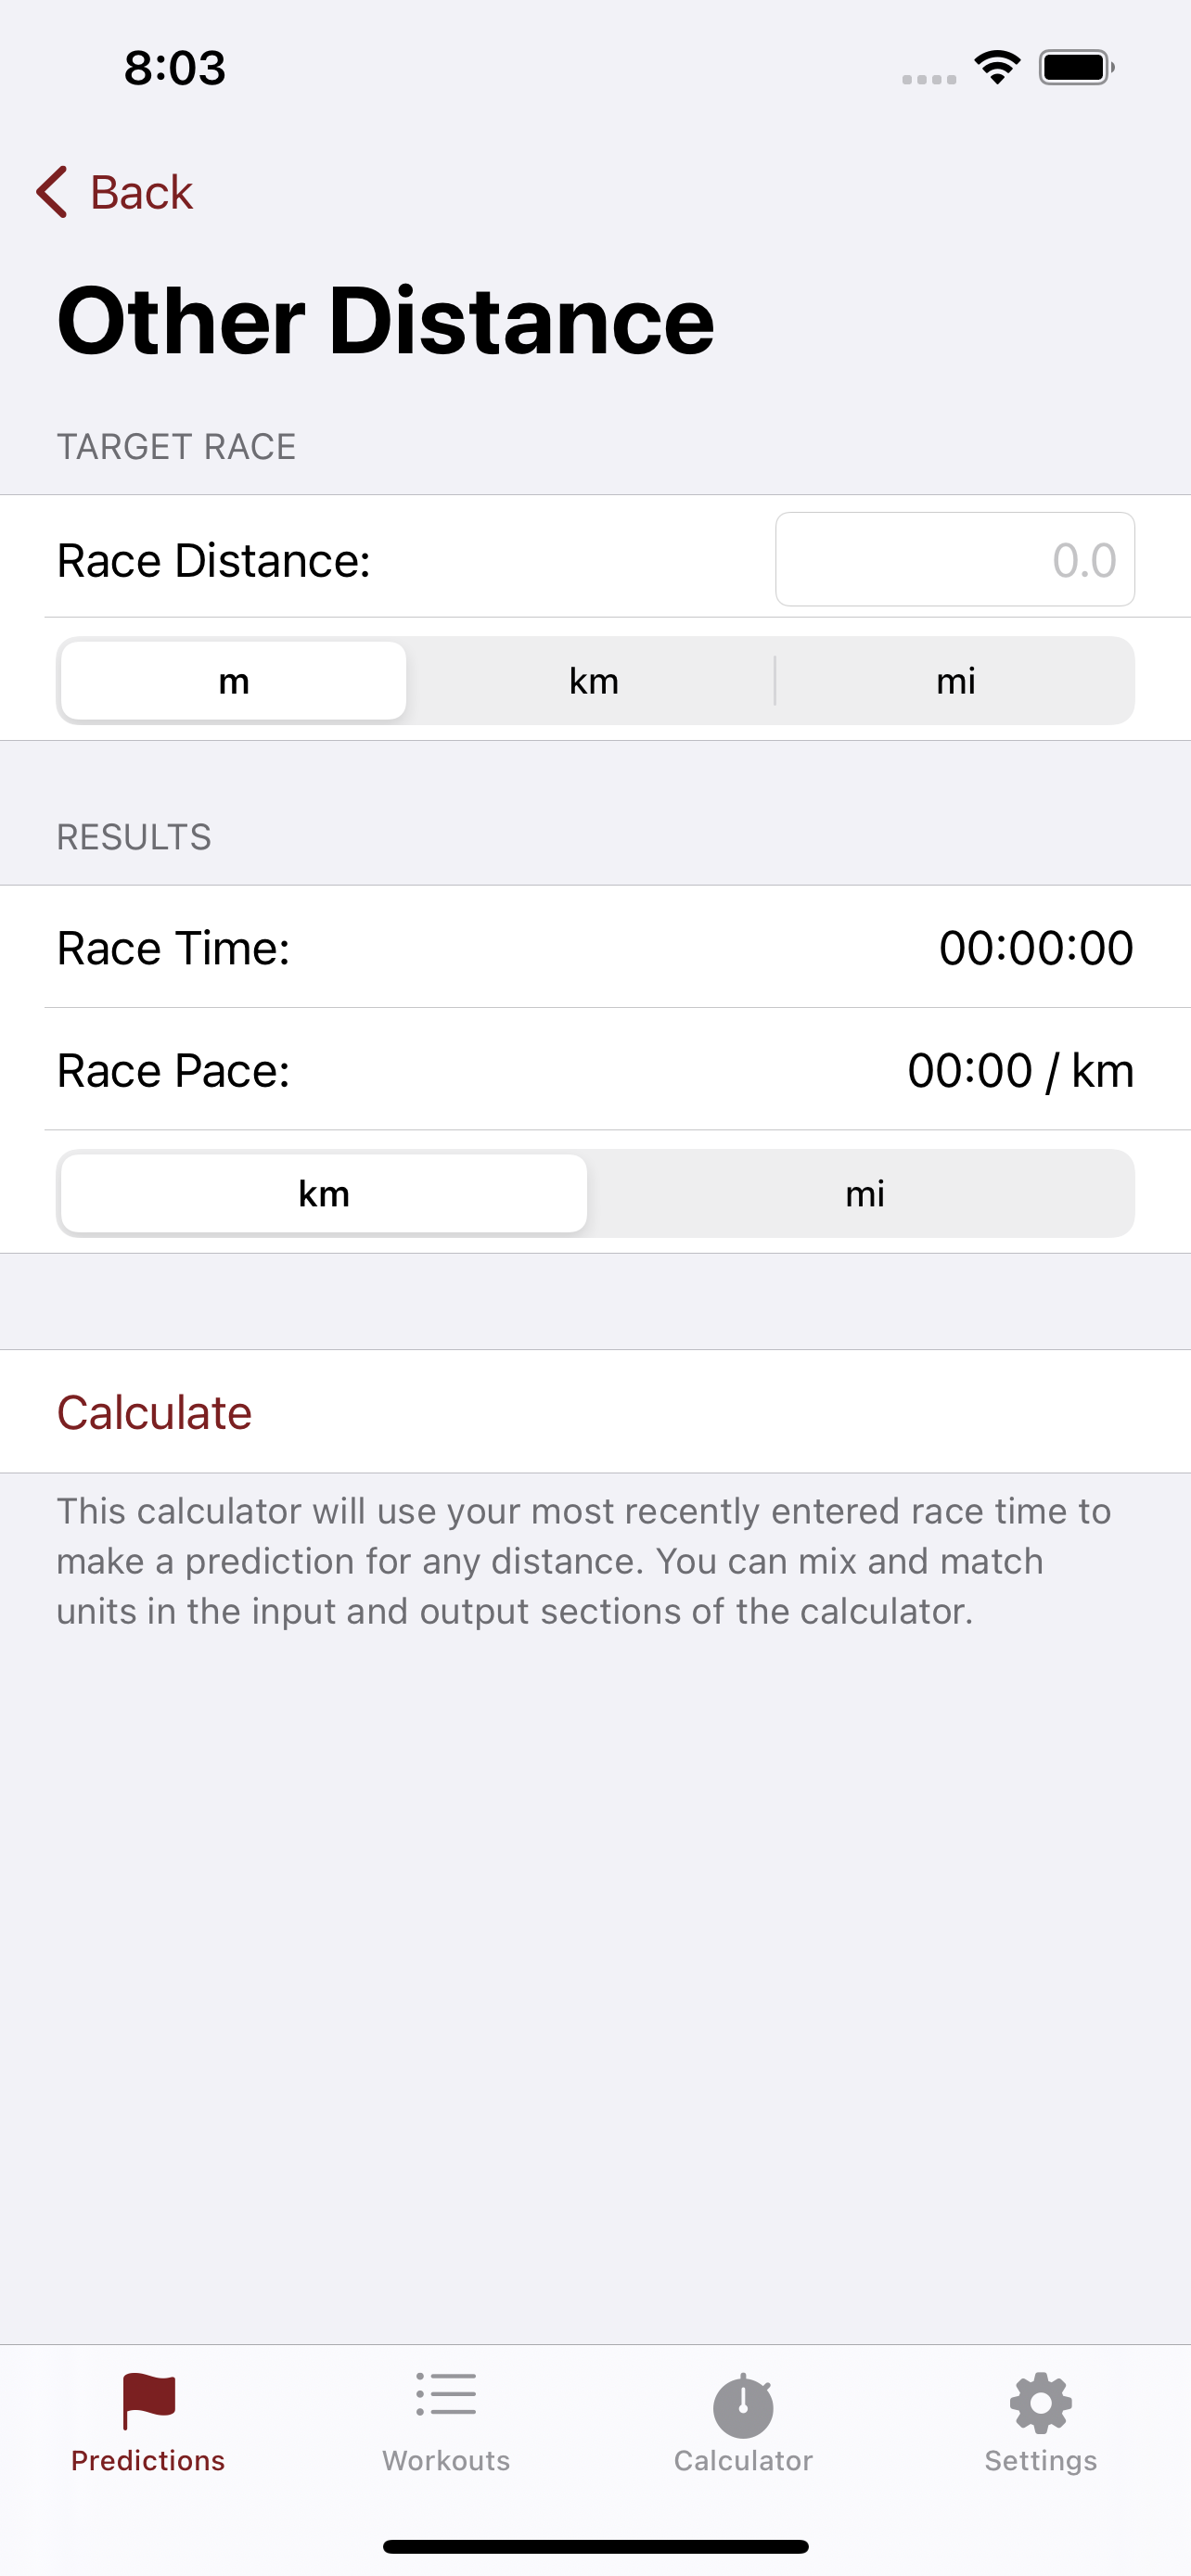 8:03
Back
Other Distance
TARGET RACE
Race Distance: 0.0
m km mi
RESULTS
Race Time: 00:00:00
Race Pace: 00:00 / km
km mi
Calculate
This calculator will use your most recently entered race time to
make a prediction for any distance. You can mix and match
units in the input and output sections of the calculator.
Predictions Workouts Calculator Settings